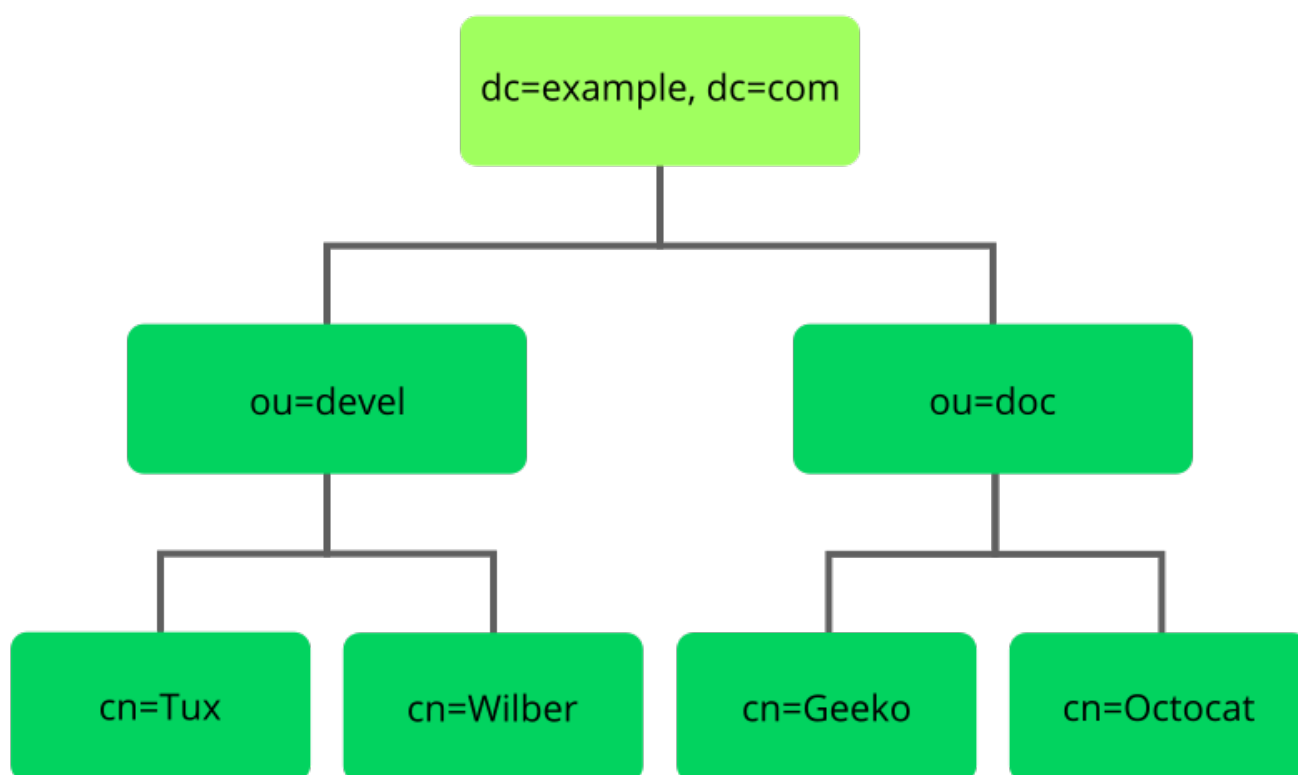 dc=example, dc=com
ou=devel
ou=doc
cn=Tux
cn=Wilber
cn=Geeko
cn=Octocat